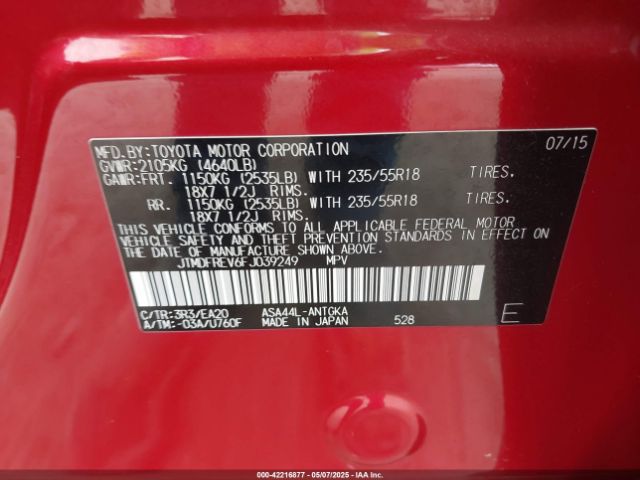 MFD.BY:TOYOTA MOTOR CORPORATION 07/15
GVWR:2105KG (4640LB)
GAWR:FRT. 1150KG (2535LB) WITH 235/55R18 TIRES.
18X7 1/2J RIMS.
RR. 1150KG (2535LB) WITH 235/55R18 TIRES.
18X7 1/2J RIMS.
THIS VEHICLE CONFORMS TO ALL APPLICABLE FEDERAL MOTOR
VEHICLE SAFETY AND THEFT PREVENTION STANDARDS IN EFFECT ON
THE DATE OF MANUFACTURE SHOWN ABOVE.
JTMDFREV6FJ039249 MPV
C/TR:3R3/EA20 ASA44L-ANTGKA
A/TM:-03A/U760F MADE IN JAPAN 528 E
000-42216877 - 05/07/2025 - IAA Inc.